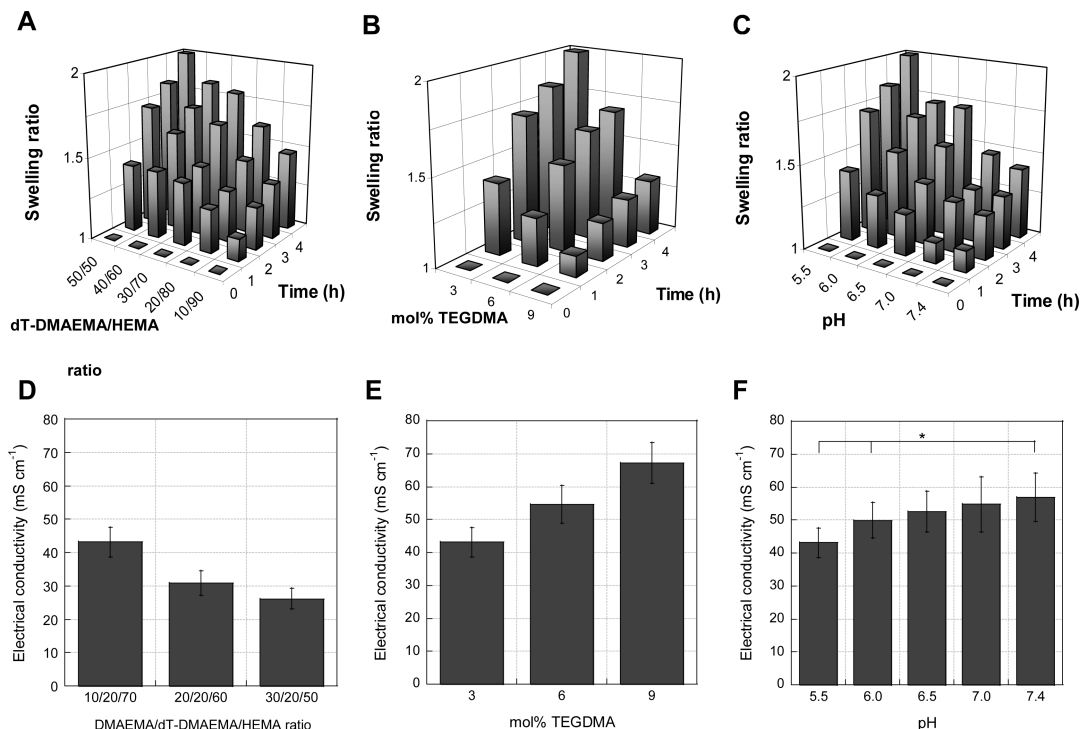 A
Swelling ratio
2
1.5
1
50/50
40/60
30/70
20/80
10/90
0
1
2
3
4
Time (h)
dT-DMAEMA/HEMA
ratio
B
Swelling ratio
2
1.5
1
3
6
9
0
1
2
3
4
Time (h)
mol% TEGDMA
C
Swelling ratio
2
1.5
1
5.5
6.0
6.5
7.0
7.4
0
1
2
3
4
Time (h)
pH
D
Electrical conductivity (mS cm⁻¹)
80
70
60
50
40
30
20
10
0
10/20/70 20/20/60 30/20/50
DMAEMA/dT-DMAEMA/HEMA ratio
E
Electrical conductivity (mS cm⁻¹)
80
70
60
50
40
30
20
10
0
3 6 9
mol% TEGDMA
F
Electrical conductivity (mS cm⁻¹)
80
70
60
50
40
30
20
10
0
*
5.5 6.0 6.5 7.0 7.4
pH